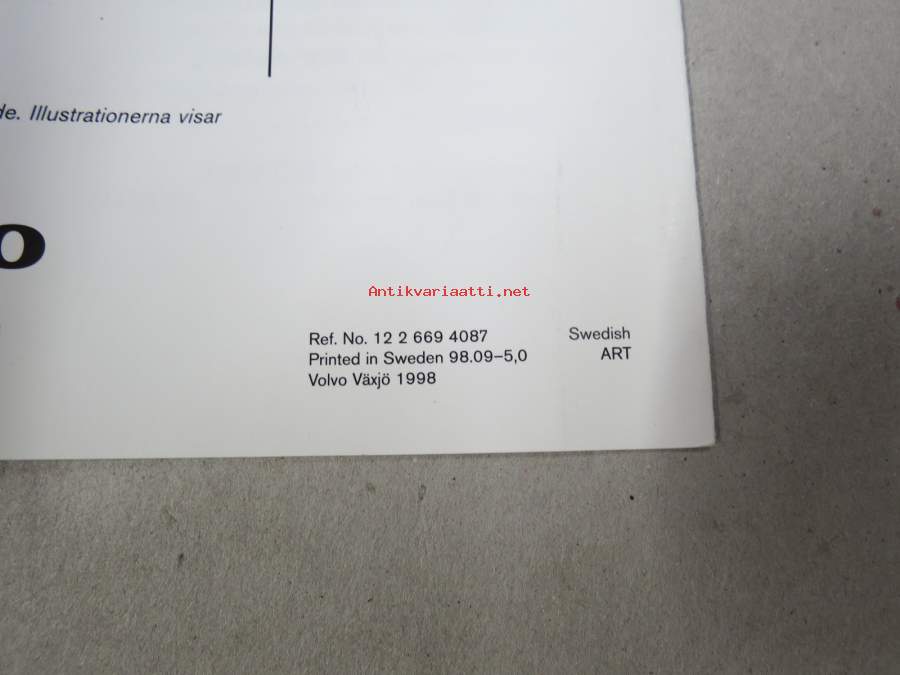 de. Illustrationerna visar
o
Antikvariaatti.net
Ref. No. 12 2 669 4087
Printed in Sweden 98.09–5,0
Volvo Växjö 1998
Swedish
ART